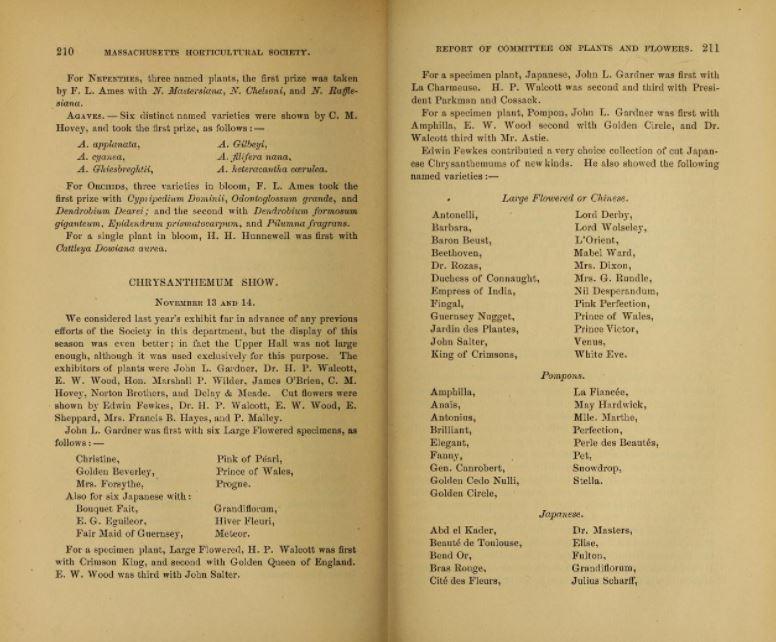 210 MASSACHUSETTS HORTICULTURAL SOCIETY.
For NEPENTHES, three named plants, the first prize was taken
by F. L. Ames with N. Mastersiana, N. Chelsoni, and N. Raffle-
siana.
AGAVES. — Six distinct named varieties were shown by C. M.
Hovey, and took the first prize, as follows: —
A. applanata, A. Gilbeyi,
A. cyanea, A. filifera nana,
A. Ghiesbreghtii, A. heteracantha cœrulea.
For ORCHIDS, three varieties in bloom, F. L. Ames took the
first prize with Cypripedium Dominii, Odontoglossum grande, and
Dendrobium Dearei; and the second with Dendrobium formosum
giganteum, Epidendrum prismatocarpum, and Pilumna fragrans.
For a single plant in bloom, H. H. Hunnewell was first with
Cattleya Dowiana aurea.
CHRYSANTHEMUM SHOW.
NOVEMBER 13 AND 14.
We considered last year's exhibit far in advance of any previous
efforts of the Society in this department, but the display of this
season was even better; in fact the Upper Hall was not large
enough, although it was used exclusively for this purpose. The
exhibitors of plants were John L. Gardner, Dr. H. P. Walcott,
E. W. Wood, Hon. Marshall P. Wilder, James O'Brien, C. M.
Hovey, Norton Brothers, and Delay & Meade. Cut flowers were
shown by Edwin Fewkes, Dr. H. P. Walcott, E. W. Wood, E.
Sheppard, Mrs. Francis B. Hayes, and P. Malley.
John L. Gardner was first with six Large Flowered specimens, as
follows: —
Christine, Pink of Pearl,
Golden Beverley, Prince of Wales,
Mrs. Forsythe, Progne.
Also for six Japanese with:
Bouquet Fait, Grandiflorum,
E. G. Eguileor, Hiver Fleuri,
Fair Maid of Guernsey, Meteor.
For a specimen plant, Large Flowered, H. P. Walcott was first
with Crimson King, and second with Golden Queen of England.
E. W. Wood was third with John Salter.
REPORT OF COMMITTEE ON PLANTS AND FLOWERS. 211
For a specimen plant, Japanese, John L. Gardner was first with
La Charmeuse. H. P. Walcott was second and third with Presi-
dent Parkman and Cossack.
For a specimen plant, Pompon, John L. Gardner was first with
Amphilla, E. W. Wood second with Golden Circle, and Dr.
Walcott third with Mr. Astie.
Edwin Fewkes contributed a very choice collection of cut Japan-
ese Chrysanthemums of new kinds. He also showed the following
named varieties:—
Large Flowered or Chinese.
Antonelli, Lord Derby,
Barbara, Lord Wolseley,
Baron Beust, L'Orient,
Beethoven, Mabel Ward,
Dr. Rozas, Mrs. Dixon,
Duchess of Connaught, Mrs. G. Rundle,
Empress of India, Nil Desperandum,
Fingal, Pink Perfection,
Guernsey Nugget, Prince of Wales,
Jardin des Plantes, Prince Victor,
John Salter, Venus,
King of Crimsons, White Eve.
Pompons.
Amphilla, La Fiancée,
Anais, May Hardwick,
Antonius, Mlle. Marthe,
Brilliant, Perfection,
Elegant, Perle des Beautés,
Fanny, Pet,
Gen. Canrobert, Snowdrop,
Golden Cedo Nulli, Stella.
Golden Circle,
Japanese.
Abd el Kader, Dr. Masters,
Beauté de Toulouse, Elise,
Bend Or, Fulton,
Bras Rouge, Grandiflorum,
Cité des Fleurs, Julius Scharff,